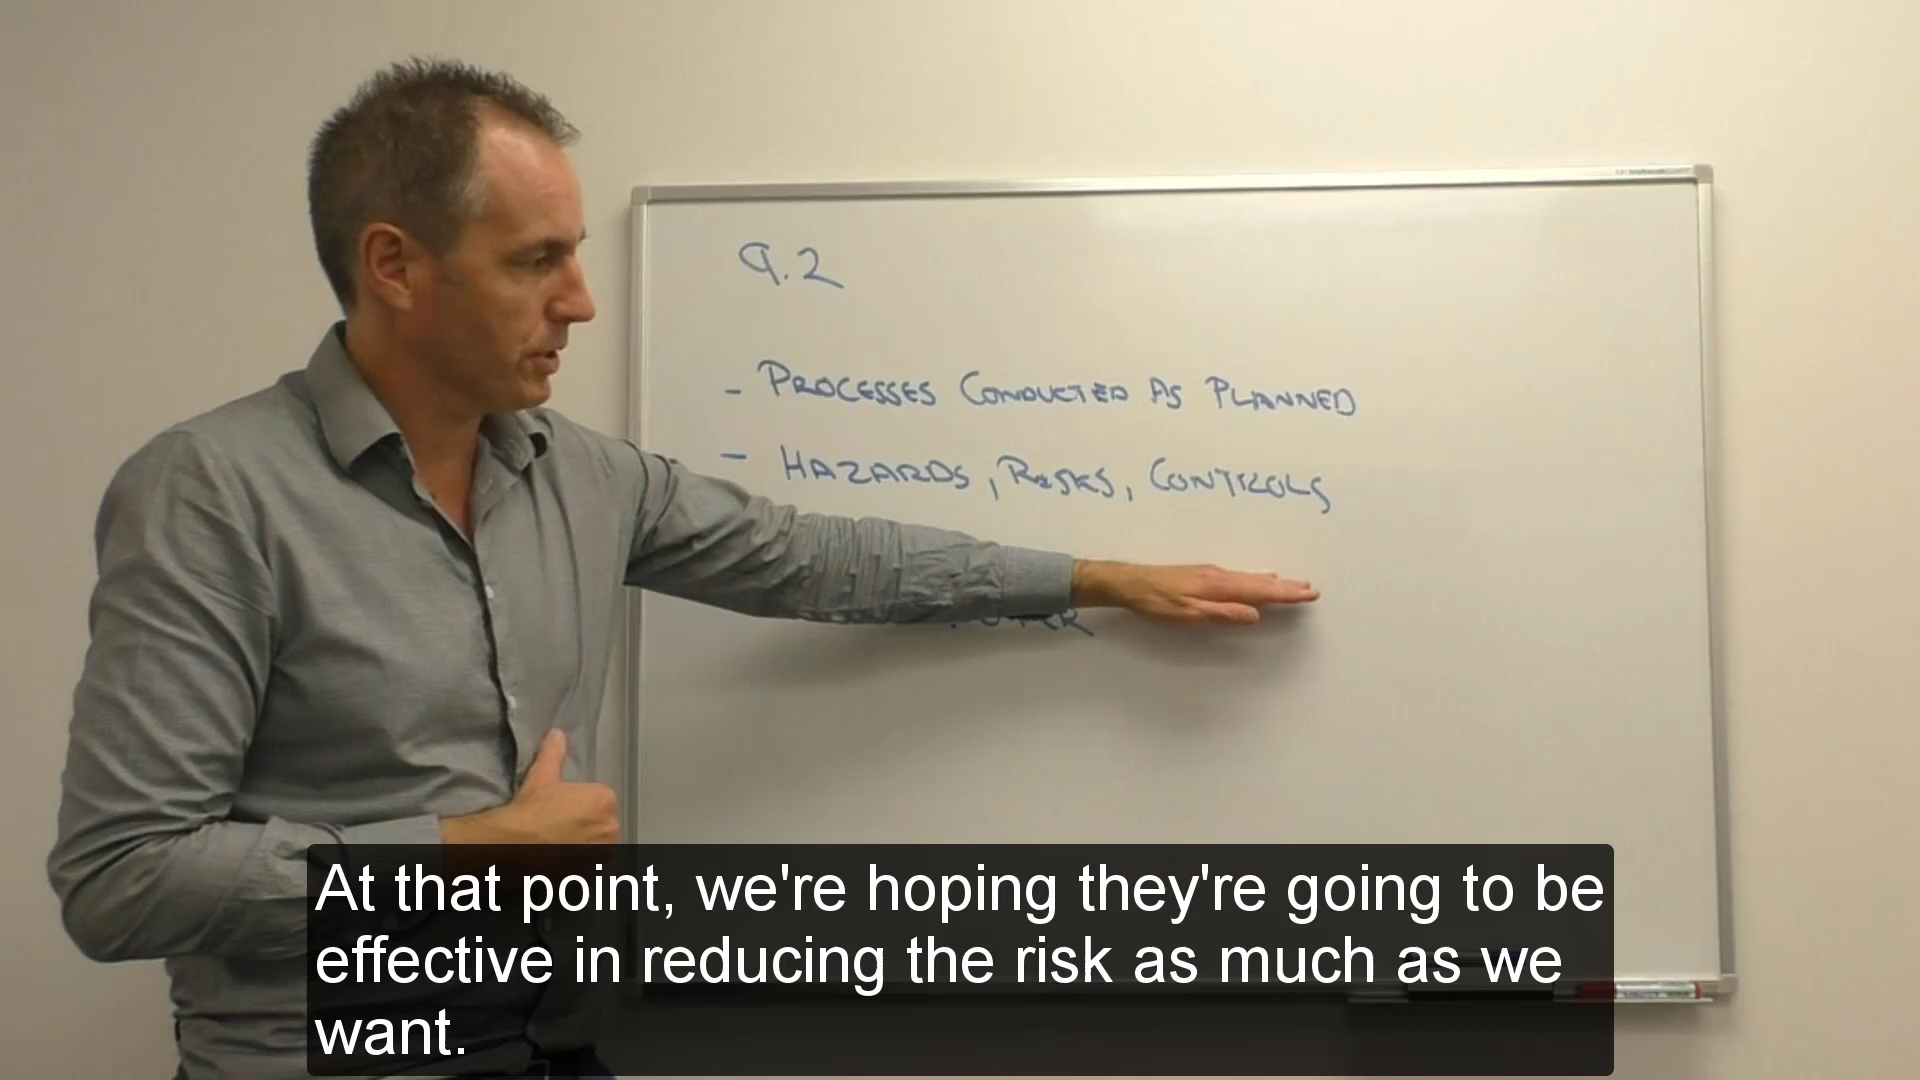 9.2
- PROCESSES CONDUCTED AS PLANNED
- HAZARDS, RISKS, CONTROLS
At that point, we're hoping they're going to be
effective in reducing the risk as much as we
want.